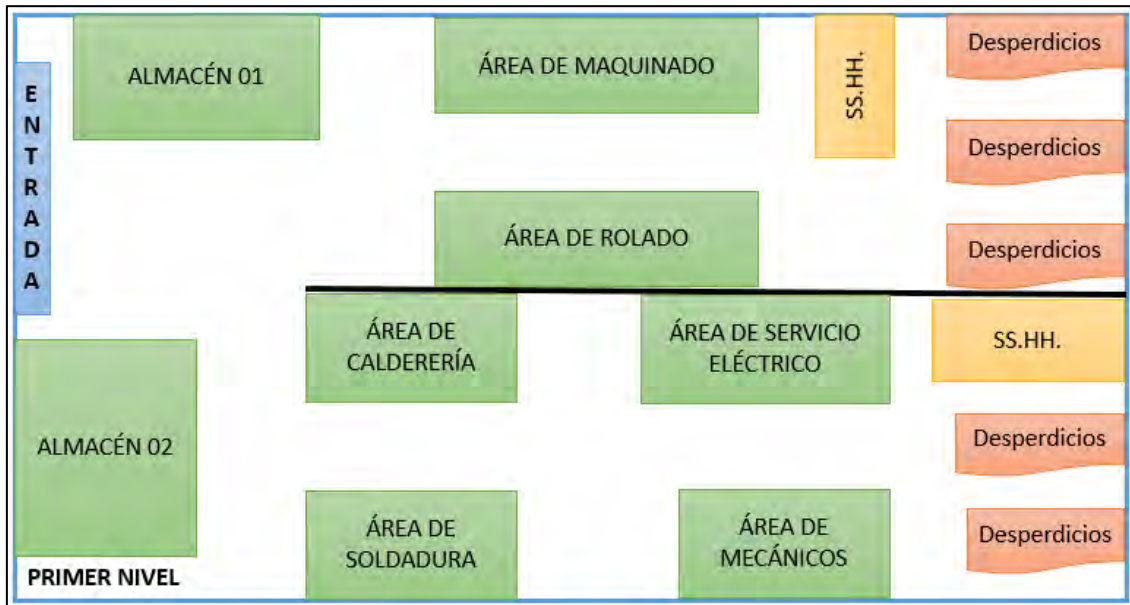 ALMACÉN 01
ÁREA DE MAQUINADO
SS.HH.
Desperdicios
ENTRADA
Desperdicios
ÁREA DE ROLADO
Desperdicios
ÁREA DE
CALDERERÍA
ÁREA DE SERVICIO
ELÉCTRICO
SS.HH.
ALMACÉN 02
Desperdicios
ÁREA DE
SOLDADURA
ÁREA DE
MECÁNICOS
Desperdicios
PRIMER NIVEL